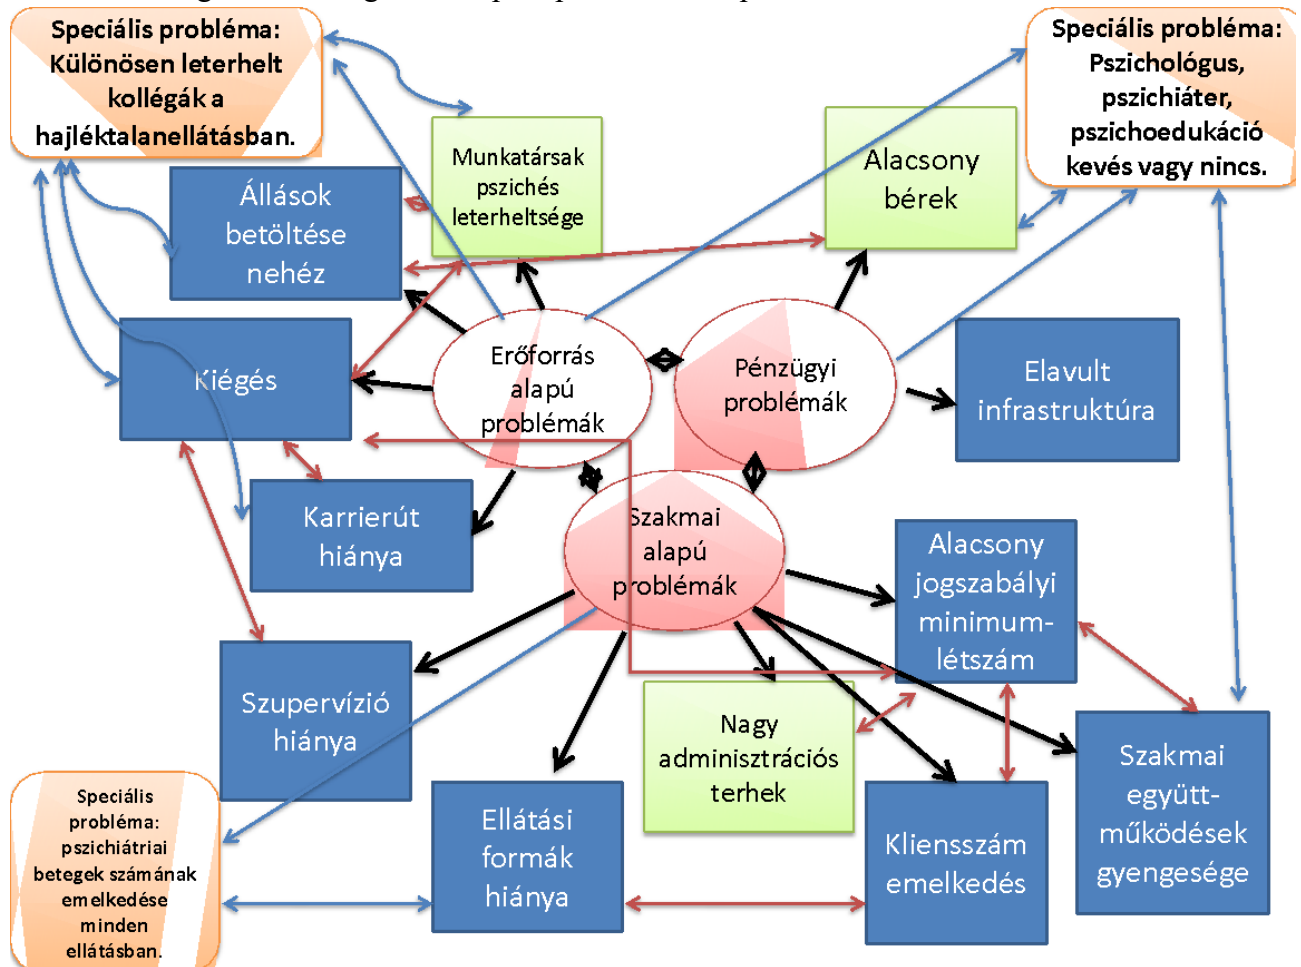 Speciális probléma:
Különösen leterhelt
kollégák a
hajléktalanellátásban.
Speciális probléma:
Pszichológus,
pszichiáter,
pszichoedukáció
kevés vagy nincs.
Munkatársak
pszichés
leterheltsége
Alacsony
bérek
Állások
betöltése
nehéz
Kiégés
Erőforrás
alapú
problémák
Pénzügyi
problémák
Elavult
infrastruktúra
Karrierút
hiánya
Szakmai
alapú
problémák
Alacsony
jogszabályi
minimum-
létszám
Szupervízió
hiánya
Nagy
adminisztrációs
terhek
Szakmai
együtt-
működések
gyengesége
Ellátási
formák
hiánya
Kliensszám
emelkedés
Speciális
probléma:
pszichiátriai
betegek számának
emelkedése
minden
ellátásban.